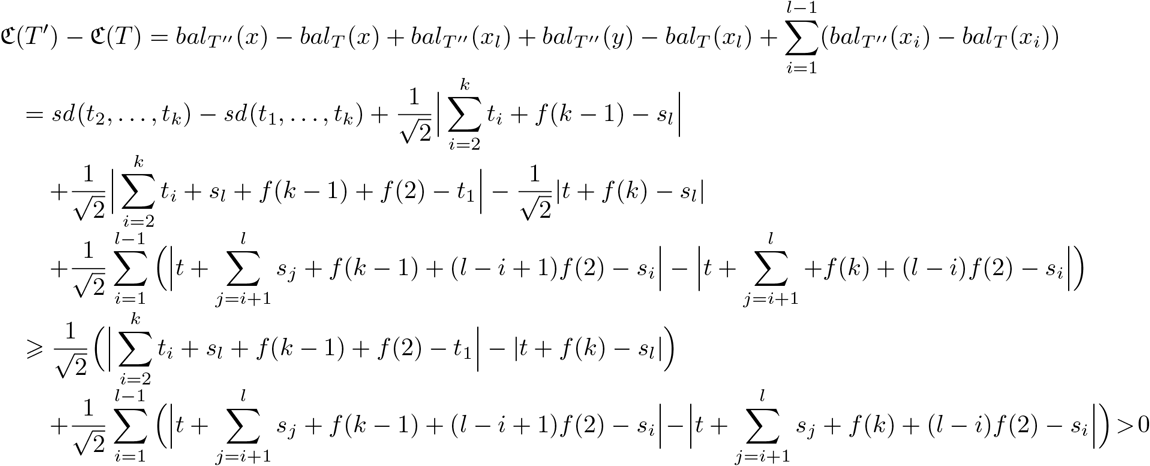 $\mathfrak{C}(T') - \mathfrak{C}(T) = bal_{T''}(x) - bal_T(x) + bal_{T''}(x_l) + bal_{T''}(y) - bal_T(x_l) + \sum_{i=1}^{l-1}(bal_{T''}(x_i) - bal_T(x_i))$
$= sd(t_2, \ldots, t_k) - sd(t_1, \ldots, t_k) + \frac{1}{\sqrt{2}}\Big|\sum_{i=2}^{k} t_i + f(k-1) - s_l\Big|$
$+ \frac{1}{\sqrt{2}}\Big|\sum_{i=2}^{k} t_i + s_l + f(k-1) + f(2) - t_1\Big| - \frac{1}{\sqrt{2}}|t + f(k) - s_l|$
$+ \frac{1}{\sqrt{2}}\sum_{i=1}^{l-1}\Big(\Big|t + \sum_{j=i+1}^{l} s_j + f(k-1) + (l-i+1)f(2) - s_i\Big| - \Big|t + \sum_{j=i+1}^{l} + f(k) + (l-i)f(2) - s_i\Big|\Big)$
$\geqslant \frac{1}{\sqrt{2}}\Big(\Big|\sum_{i=2}^{k} t_i + s_l + f(k-1) + f(2) - t_1\Big| - |t + f(k) - s_l|\Big)$
$+ \frac{1}{\sqrt{2}}\sum_{i=1}^{l-1}\Big(\Big|t + \sum_{j=i+1}^{l} s_j + f(k-1) + (l-i+1)f(2) - s_i\Big| - \Big|t + \sum_{j=i+1}^{l} s_j + f(k) + (l-i)f(2) - s_i\Big|\Big) > 0$